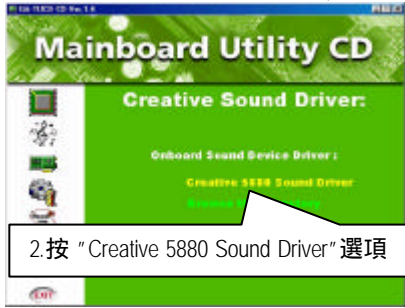 Mainboard Utility CD
Creative Sound Driver:
Onboard Sound Device Driver :
Creative 5880 Sound Driver
2.按 "Creative 5880 Sound Driver"選項
EXIT